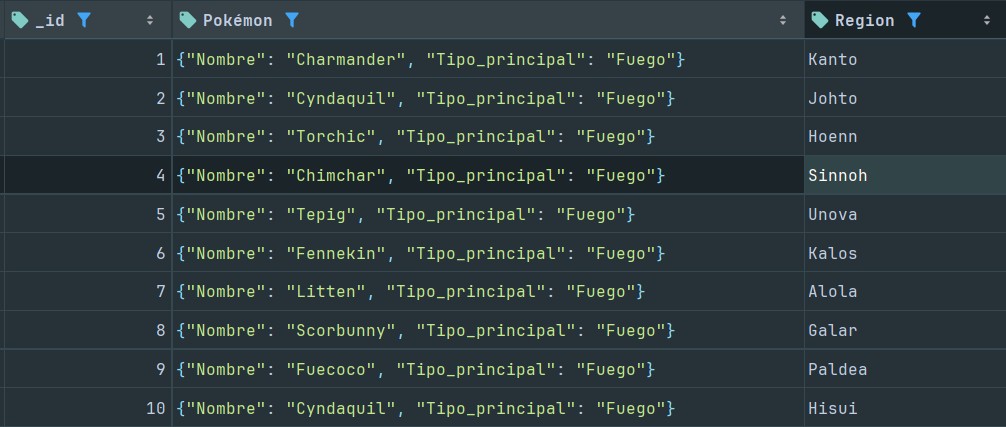 _id Pokémon Region
1 {"Nombre": "Charmander", "Tipo_principal": "Fuego"} Kanto
2 {"Nombre": "Cyndaquil", "Tipo_principal": "Fuego"} Johto
3 {"Nombre": "Torchic", "Tipo_principal": "Fuego"} Hoenn
4 {"Nombre": "Chimchar", "Tipo_principal": "Fuego"} Sinnoh
5 {"Nombre": "Tepig", "Tipo_principal": "Fuego"} Unova
6 {"Nombre": "Fennekin", "Tipo_principal": "Fuego"} Kalos
7 {"Nombre": "Litten", "Tipo_principal": "Fuego"} Alola
8 {"Nombre": "Scorbunny", "Tipo_principal": "Fuego"} Galar
9 {"Nombre": "Fuecoco", "Tipo_principal": "Fuego"} Paldea
10 {"Nombre": "Cyndaquil", "Tipo_principal": "Fuego"} Hisui